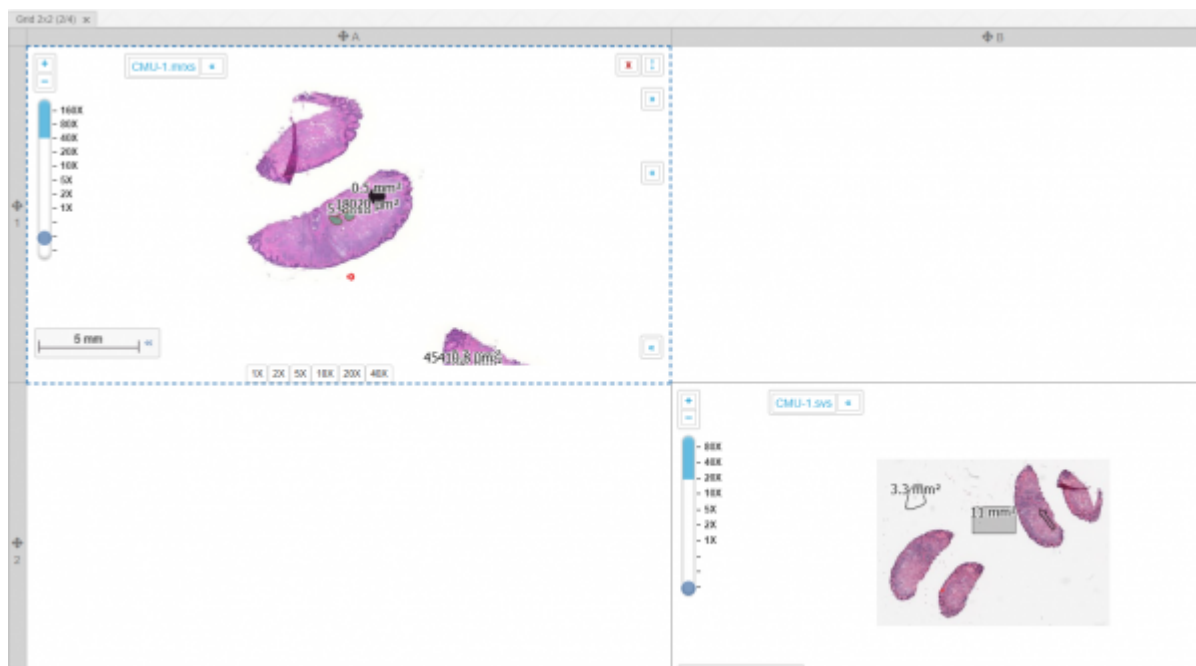 Grid 2x2 (2/4) x
A
B
1
+
-
CMU-1.mrxs «
x
160X
80X
40X
20X
10X
5X
2X
1X
0.5 mm²
5 mm «
45410.8
1X 2X 5X 10X 20X 40X
2
+
-
CMU-1.svs «
80X
40X
20X
10X
5X
2X
1X
3.3 mm²
11 mm²